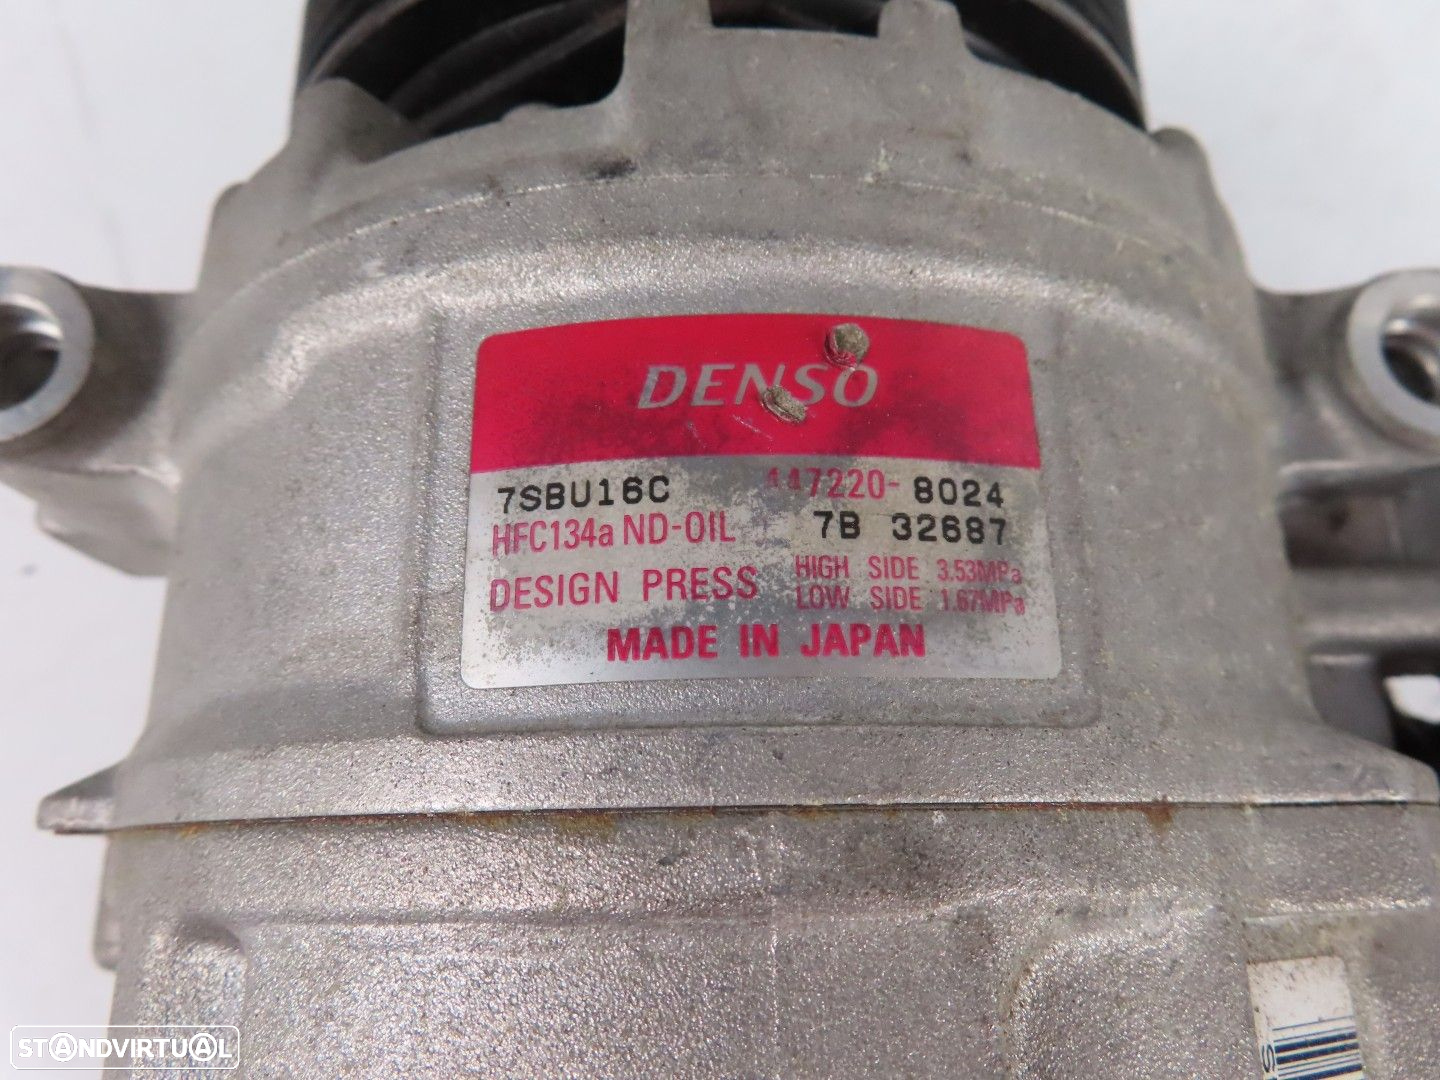 DENSO
7SBU16C 447220-8024
HFC134a ND-OIL 7B 32687
DESIGN PRESS HIGH SIDE 3.53MPa
LOW SIDE 1.67MPa
MADE IN JAPAN
S
STANDVIRTUAL